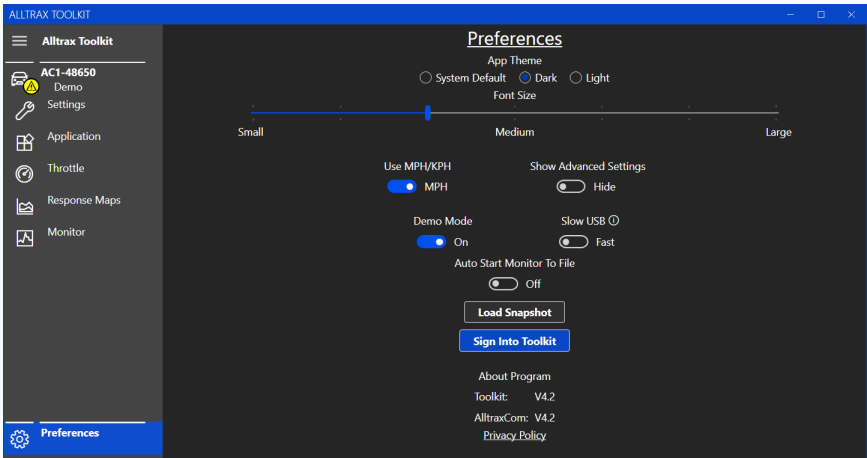 ALLTRAX TOOLKIT
Alltrax Toolkit
AC1-48650
Demo
Settings
Application
Throttle
Response Maps
Monitor
Preferences
Preferences
App Theme
System Default Dark Light
Font Size
Small Medium Large
Use MPH/KPH Show Advanced Settings
MPH Hide
Demo Mode Slow USB
On Fast
Auto Start Monitor To File
Off
Load Snapshot
Sign Into Toolkit
About Program
Toolkit: V4.2
AlltraxCom: V4.2
Privacy Policy